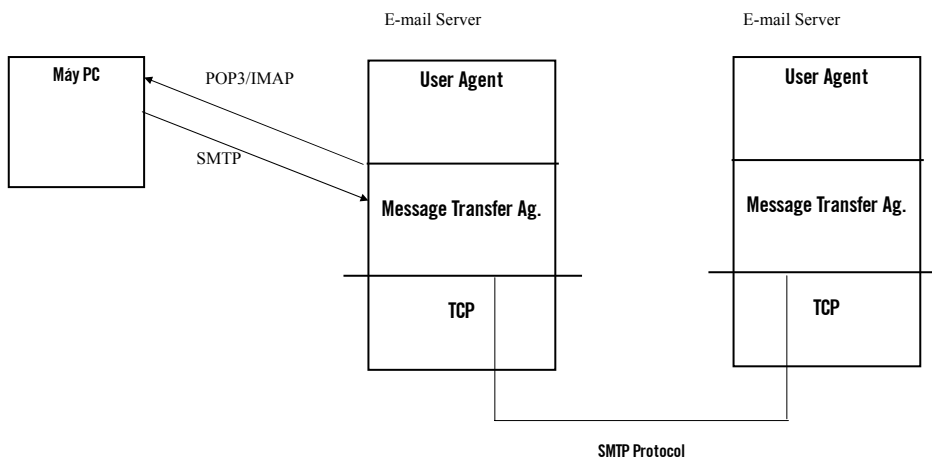 E-mail Server
E-mail Server
Máy PC
POP3/IMAP
SMTP
User Agent
User Agent
Message Transfer Ag.
Message Transfer Ag.
TCP
TCP
SMTP Protocol